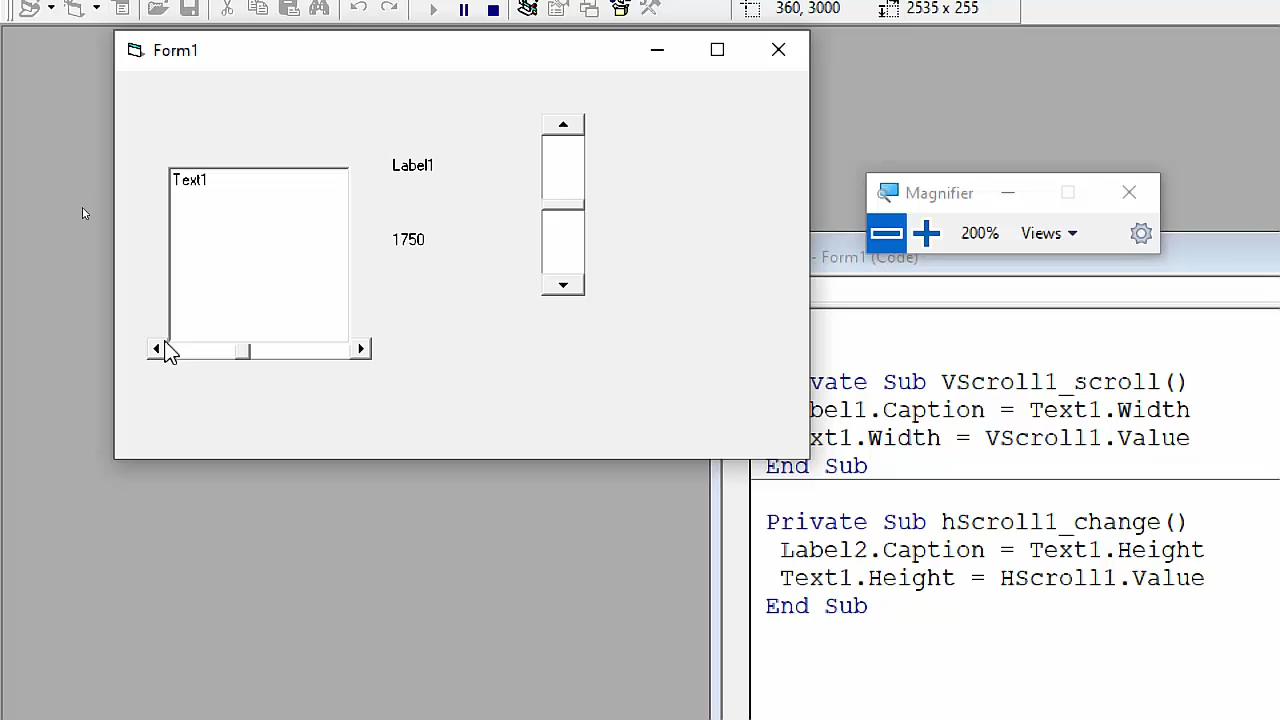 360, 3000
2535 x 255
Form1
Label1
Text1
1750
Magnifier
200%
Views
- Form1 (Code)
vate Sub VScroll1_scroll()
bel1.Caption = Text1.Width
xt1.Width = VScroll1.Value
End Sub
Private Sub hScroll1_change()
Label2.Caption = Text1.Height
Text1.Height = HScroll1.Value
End Sub